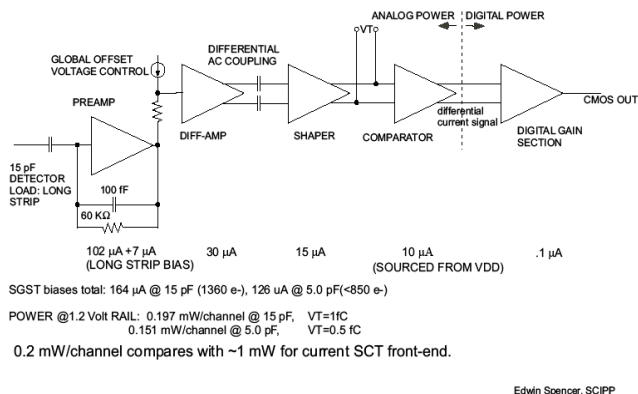 ANALOG POWER DIGITAL POWER
VT
DIFFERENTIAL
AC COUPLING
GLOBAL OFFSET
VOLTAGE CONTROL
PREAMP
DIFF-AMP
SHAPER
COMPARATOR
differential
current signal
CMOS OUT
DIGITAL GAIN
SECTION
15 pF
DETECTOR
LOAD: LONG
STRIP
100 fF
60 KΩ
102 µA +7 µA
(LONG STRIP BIAS)
30 µA
15 µA
10 µA
(SOURCED FROM VDD)
.1 µA
SGST biases total: 164 µA @ 15 pF (1360 e-), 126 uA @ 5.0 pF(<850 e-)
POWER @1.2 Volt RAIL: 0.197 mW/channel @ 15 pF, VT=1fC
0.151 mW/channel @ 5.0 pF, VT=0.5 fC
0.2 mW/channel compares with ~1 mW for current SCT front-end.
Edwin Spencer, SCIPP